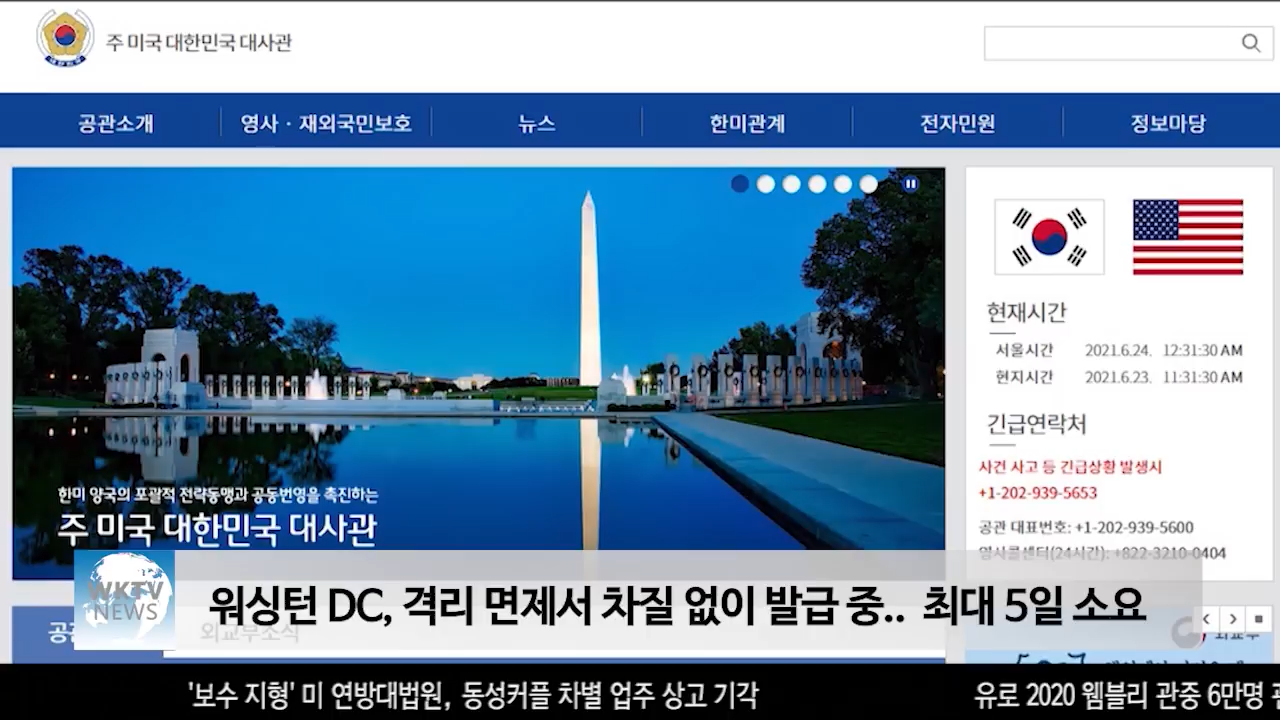 주 미국 대한민국 대사관
공관소개
영사 · 재외국민보호
뉴스
한미관계
전자민원
정보마당
현재시간
서울시간 2021.6.24. 12:31:30 AM
현지시간 2021.6.23. 11:31:30 AM
긴급연락처
사건 사고 등 긴급상황 발생시
+1-202-939-5653
공관 대표번호: +1-202-939-5600
영사콜센터(24시간): +822-3210-0404
한미 양국의 포괄적 전략동맹과 공동번영을 촉진하는
주 미국 대한민국 대사관
WKTV
NEWS
워싱턴 DC, 격리 면제서 차질 없이 발급 중.. 최대 5일 소요
외교부소식
'보수 지형' 미 연방대법원, 동성커플 차별 업주 상고 기각
유로 2020 웸블리 관중 6만명